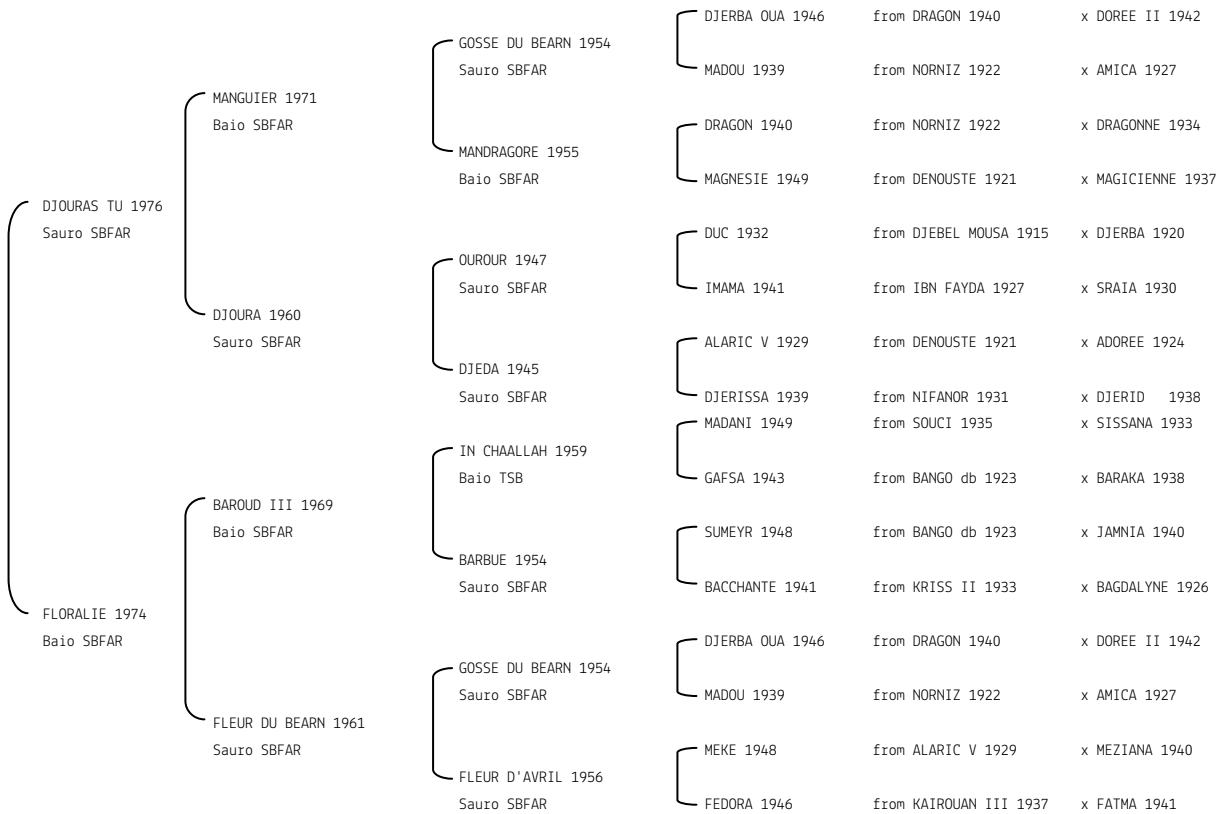 DJERBA OUA 1946 from DRAGON 1940 x DOREE II 1942
GOSSE DU BEARN 1954
Sauro SBFAR MADOU 1939 from NORNIZ 1922 x AMICA 1927
MANGUIER 1971
Baio SBFAR DRAGON 1940 from NORNIZ 1922 x DRAGONNE 1934
MANDRAGORE 1955
Baio SBFAR MAGNESIE 1949 from DENOUSTE 1921 x MAGICIENNE 1937
DJOURAS TU 1976
Sauro SBFAR DUC 1932 from DJEBEL MOUSA 1915 x DJERBA 1920
OUROUR 1947
Sauro SBFAR IMAMA 1941 from IBN FAYDA 1927 x SRAIA 1930
DJOURA 1960
Sauro SBFAR ALARIC V 1929 from DENOUSTE 1921 x ADOREE 1924
DJEDA 1945
Sauro SBFAR DJERISSA 1939 from NIFANOR 1931 x DJERID 1938
MADANI 1949 from SOUCI 1935 x SISSANA 1933
IN CHAALLAH 1959
Baio TSB GAFSA 1943 from BANGO db 1923 x BARAKA 1938
BAROUD III 1969
Baio SBFAR SUMEYR 1948 from BANGO db 1923 x JAMNIA 1940
BARBUE 1954
Sauro SBFAR BACCHANTE 1941 from KRISS II 1933 x BAGDALYNE 1926
FLORALIE 1974
Baio SBFAR DJERBA OUA 1946 from DRAGON 1940 x DOREE II 1942
GOSSE DU BEARN 1954
Sauro SBFAR MADOU 1939 from NORNIZ 1922 x AMICA 1927
FLEUR DU BEARN 1961
Sauro SBFAR MEKE 1948 from ALARIC V 1929 x MEZIANA 1940
FLEUR D'AVRIL 1956
Sauro SBFAR FEDORA 1946 from KAIROUAN III 1937 x FATMA 1941